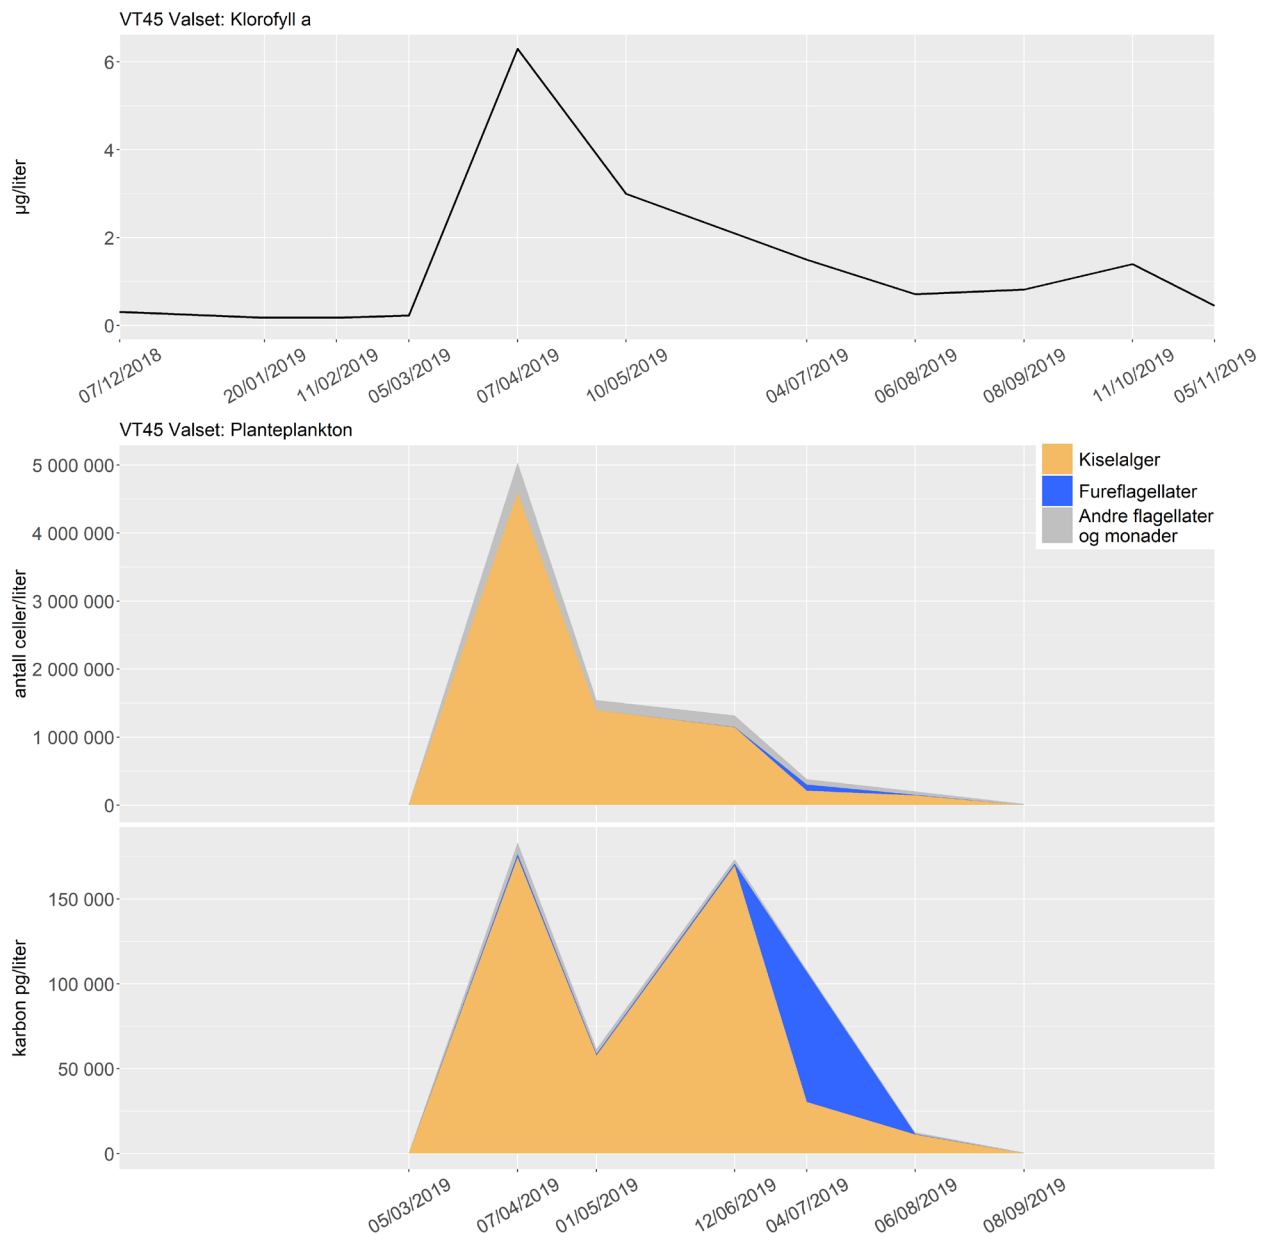 VT45 Valset: Klorofyll a
µg/liter
6
4
2
0
07/12/2018
20/01/2019
11/02/2019
05/03/2019
07/04/2019
10/05/2019
04/07/2019
06/08/2019
08/09/2019
11/10/2019
05/11/2019
VT45 Valset: Planteplankton
Kiselalger
Fureflagellater
Andre flagellater
og monader
antall celler/liter
5 000 000
4 000 000
3 000 000
2 000 000
1 000 000
0
karbon pg/liter
150 000
100 000
50 000
0
05/03/2019
07/04/2019
01/05/2019
12/06/2019
04/07/2019
06/08/2019
08/09/2019